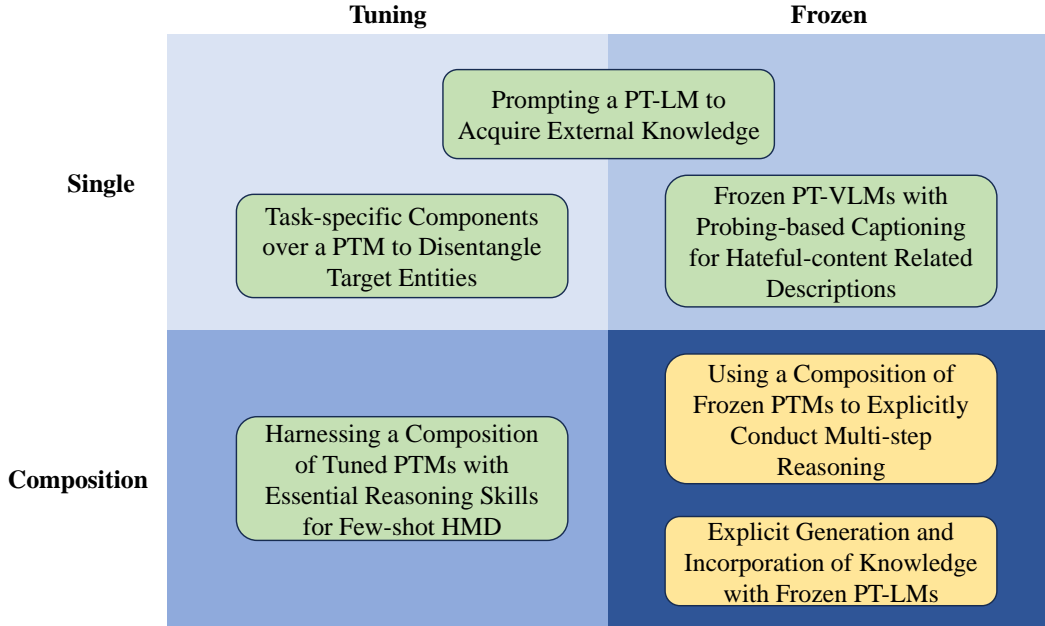 Tuning
Frozen
Prompting a PT-LM to
Acquire External Knowledge
Single
Task-specific Components
over a PTM to Disentangle
Target Entities
Frozen PT-VLMs with
Probing-based Captioning
for Hateful-content Related
Descriptions
Composition
Harnessing a Composition
of Tuned PTMs with
Essential Reasoning Skills
for Few-shot HMD
Using a Composition of
Frozen PTMs to Explicitly
Conduct Multi-step
Reasoning
Explicit Generation and
Incorporation of Knowledge
with Frozen PT-LMs